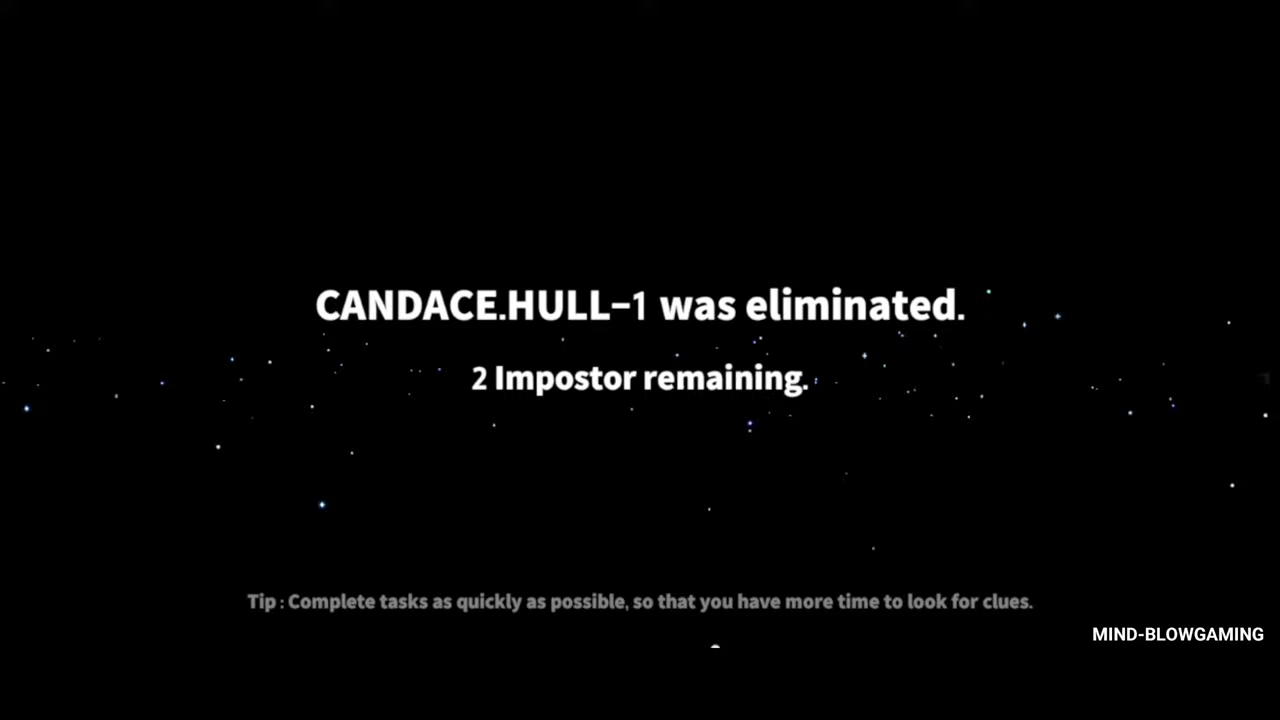 CANDACE.HULL-1 was eliminated.
2 Impostor remaining.
Tip : Complete tasks as quickly as possible, so that you have more time to look for clues.
MIND-BLOWGAMING